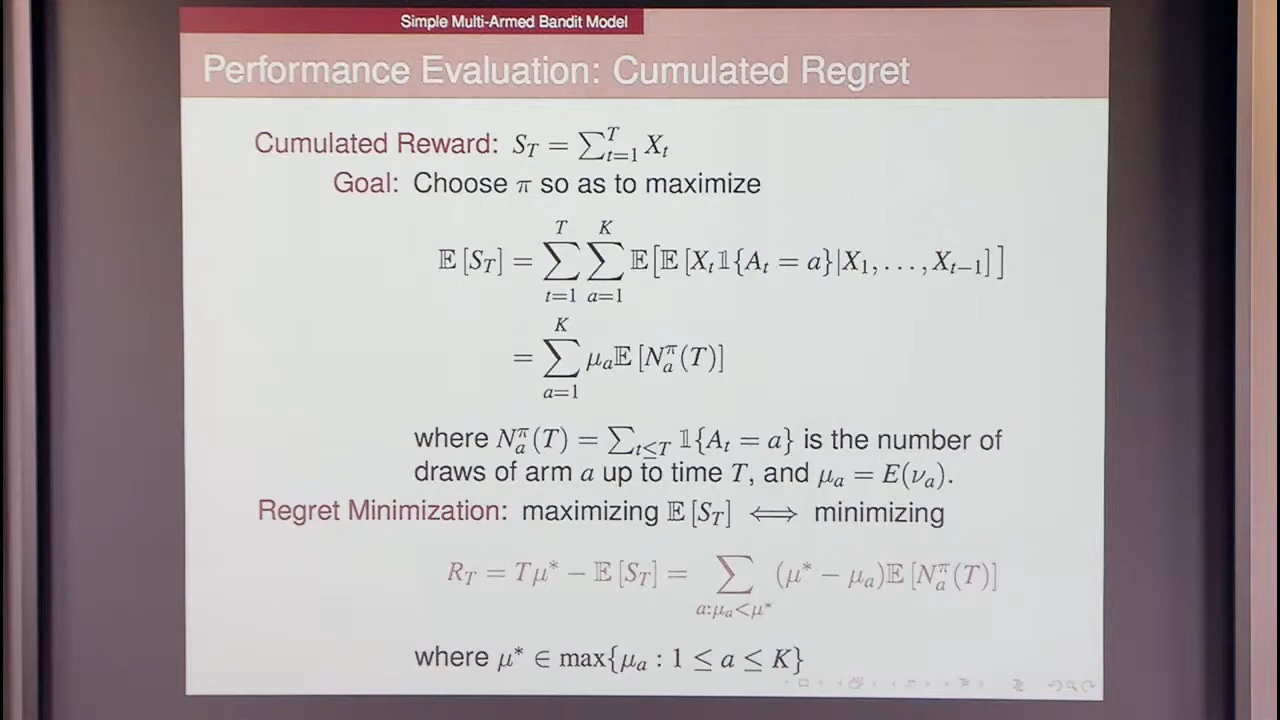 Simple Multi-Armed Bandit Model
Performance Evaluation: Cumulated Regret
Cumulated Reward: $S_T = \sum_{t=1}^{T} X_t$
Goal: Choose $\pi$ so as to maximize
$\mathbb{E}[S_T] = \sum_{t=1}^{T} \sum_{a=1}^{K} \mathbb{E}\big[\mathbb{E}[X_t \mathbb{1}\{A_t = a\} | X_1, \ldots, X_{t-1}]\big]$
$= \sum_{a=1}^{K} \mu_a \mathbb{E}[N_a^\pi(T)]$
where $N_a^\pi(T) = \sum_{t \leq T} \mathbb{1}\{A_t = a\}$ is the number of
draws of arm $a$ up to time $T$, and $\mu_a = E(\nu_a)$.
Regret Minimization: maximizing $\mathbb{E}[S_T] \iff$ minimizing
$R_T = T\mu^* - \mathbb{E}[S_T] = \sum_{a:\mu_a < \mu^*} (\mu^* - \mu_a) \mathbb{E}[N_a^\pi(T)]$
where $\mu^* \in \max\{\mu_a : 1 \leq a \leq K\}$